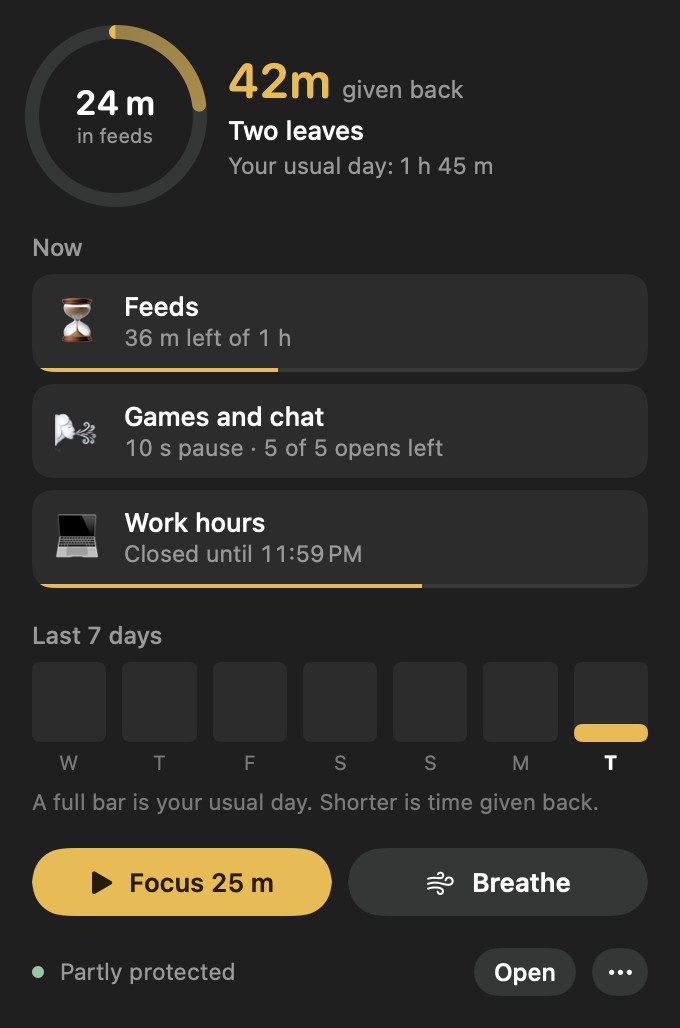 24 m
in feeds
42m given back
Two leaves
Your usual day: 1 h 45 m
Now
Feeds
36 m left of 1 h
Games and chat
10 s pause · 5 of 5 opens left
Work hours
Closed until 11:59 PM
Last 7 days
W T F S S M T
A full bar is your usual day. Shorter is time given back.
Focus 25 m
Breathe
Partly protected
Open